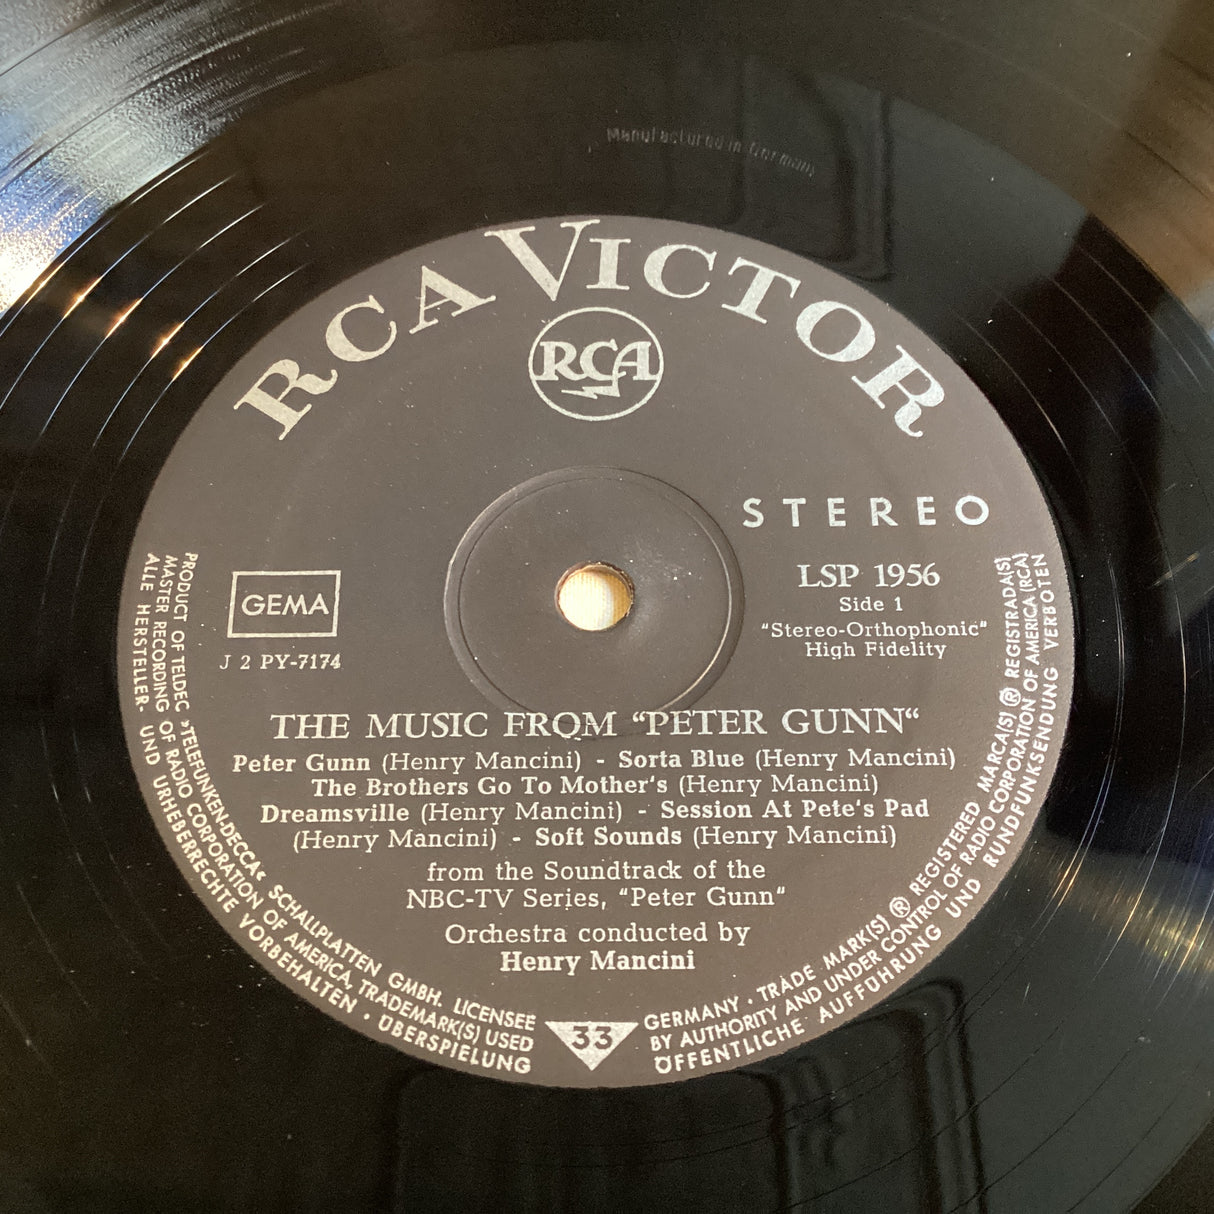 Manufactured in Germany
RCA VICTOR
RCA
STEREO
LSP 1956
Side 1
"Stereo-Orthophonic"
High Fidelity
GEMA
J 2 PY-7174
THE MUSIC FROM “PETER GUNN“
Peter Gunn (Henry Mancini) - Sorta Blue (Henry Mancini)
The Brothers Go To Mother's (Henry Mancini)
Dreamsville (Henry Mancini) - Session At Pete's Pad
(Henry Mancini) - Soft Sounds (Henry Mancini)
from the Soundtrack of the
NBC-TV Series, “Peter Gunn“
Orchestra conducted by
Henry Mancini
PRODUCT OF TELDEC »TELEFUNKEN-DECCA« SCHALLPLATTEN GMBH. LICENSEE
MASTER RECORDING OF RADIO CORPORATION OF AMERICA, TRADEMARK(S) USED
ALLE HERSTELLER- UND URHEBERRECHTE VORBEHALTEN • ÜBERSPIELUNG
33
GERMANY • TRADE MARK(S) ® REGISTERED MARCA(S) ® REGISTRADA(S)
BY AUTHORITY AND UNDER CONTROL OF RADIO CORPORATION OF AMERICA (RCA)
ÖFFENTLICHE AUFFÜHRUNG UND RUNDFUNKSENDUNG VERBOTEN